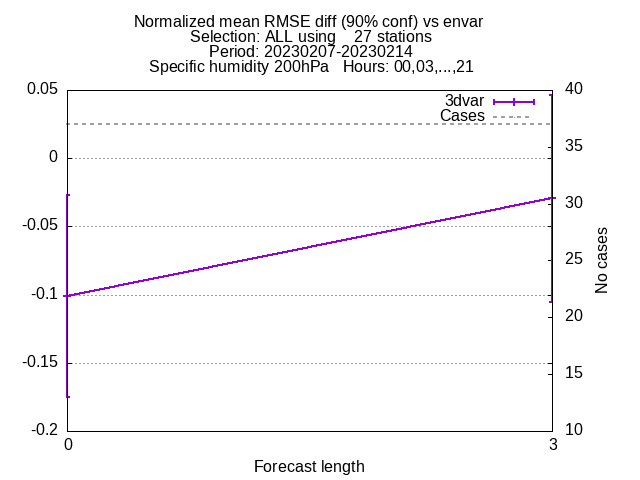 Normalized mean RMSE diff (90% conf) vs envar
Selection: ALL using    27 stations
Period: 20230207-20230214
Specific humidity 200hPa   Hours: 00,03,...,21
3dvar
Cases
0.05
0
-0.05
-0.1
-0.15
-0.2
40
35
30
25
20
15
10
No cases
0
3
Forecast length